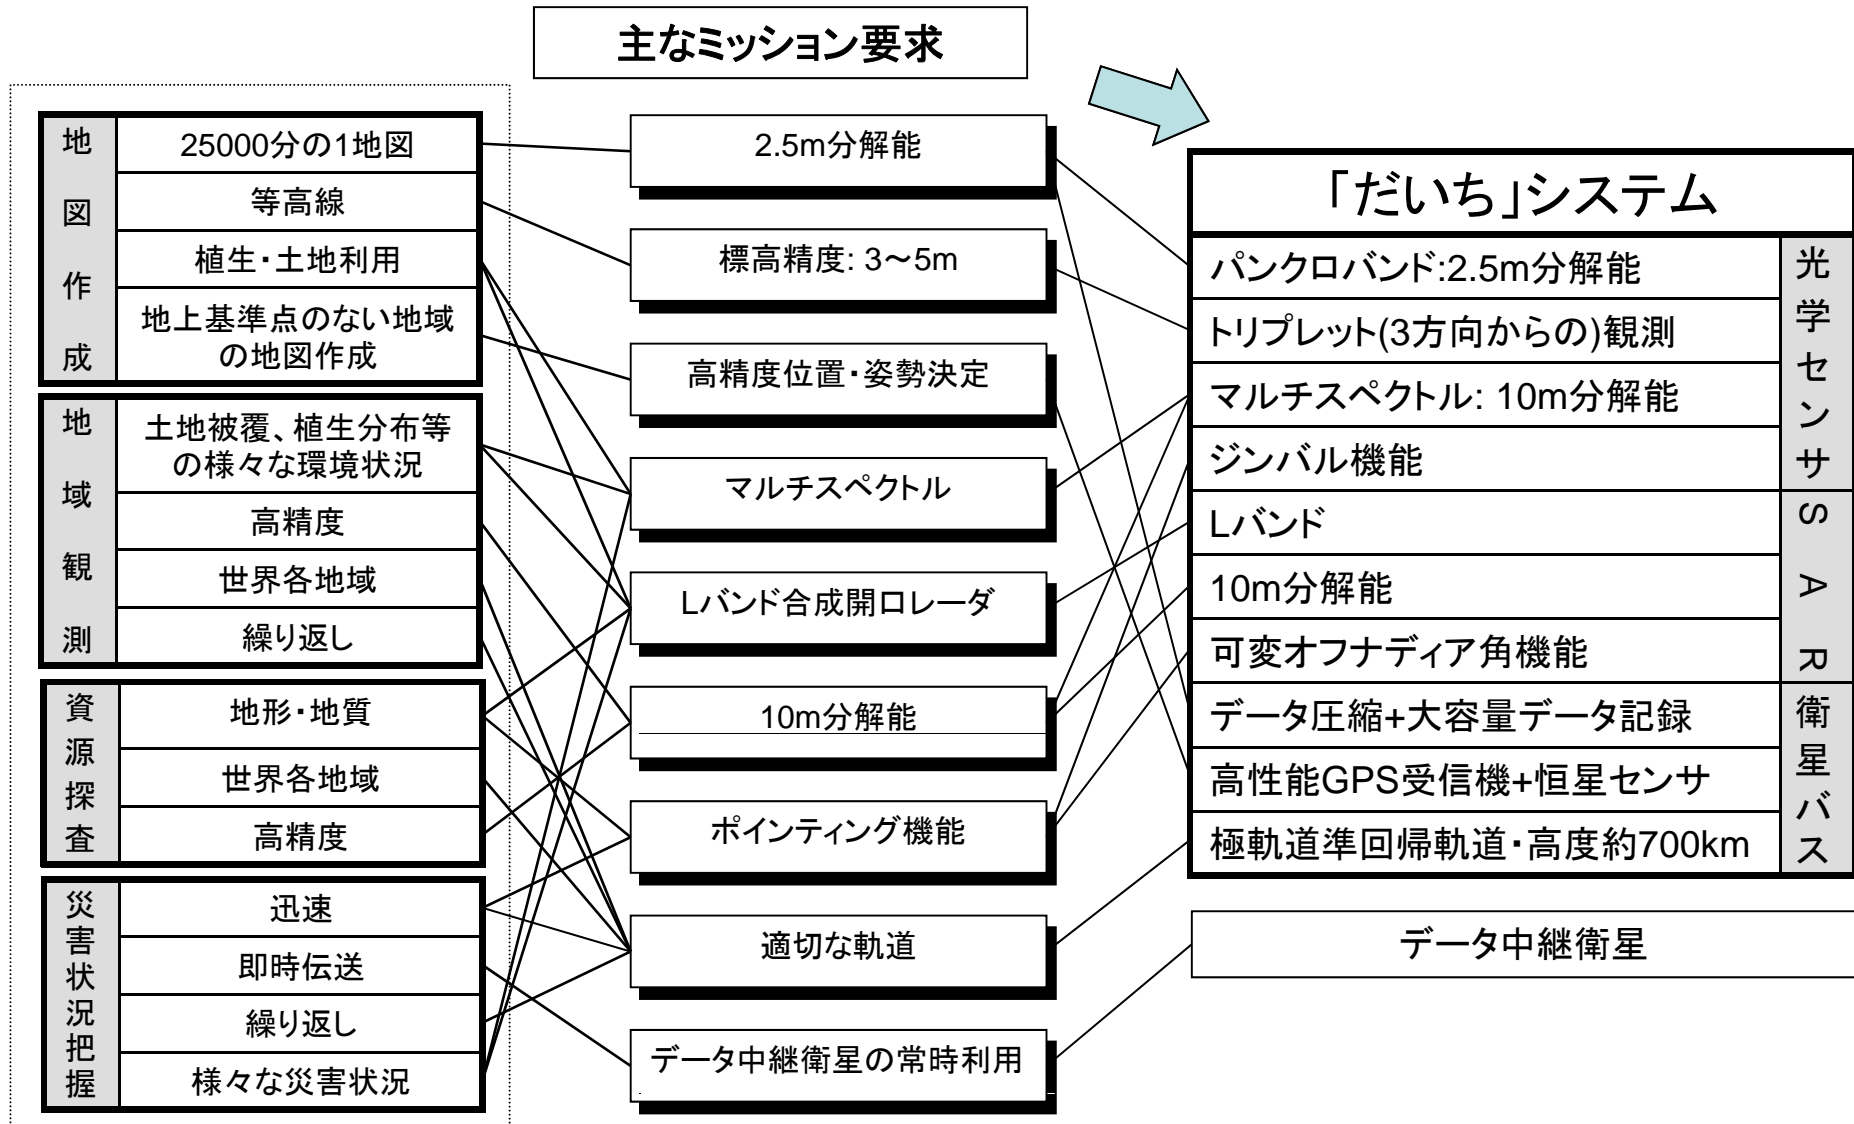 主なミッション要求
地図作成
25000分の1地図
等高線
植生・土地利用
地上基準点のない地域
の地図作成
地域観測
土地被覆、植生分布等
の様々な環境状況
高精度
世界各地域
繰り返し
資源探査
地形・地質
世界各地域
高精度
災害状況把握
迅速
即時伝送
繰り返し
様々な災害状況
2.5m分解能
標高精度: 3〜5m
高精度位置・姿勢決定
マルチスペクトル
Lバンド合成開口レーダ
10m分解能
ポインティング機能
適切な軌道
データ中継衛星の常時利用
「だいち」システム
光学センサ
パンクロバンド:2.5m分解能
トリプレット(3方向からの)観測
マルチスペクトル: 10m分解能
ジンバル機能
SAR
Lバンド
10m分解能
可変オフナディア角機能
衛星バス
データ圧縮+大容量データ記録
高性能GPS受信機+恒星センサ
極軌道準回帰軌道・高度約700km
データ中継衛星